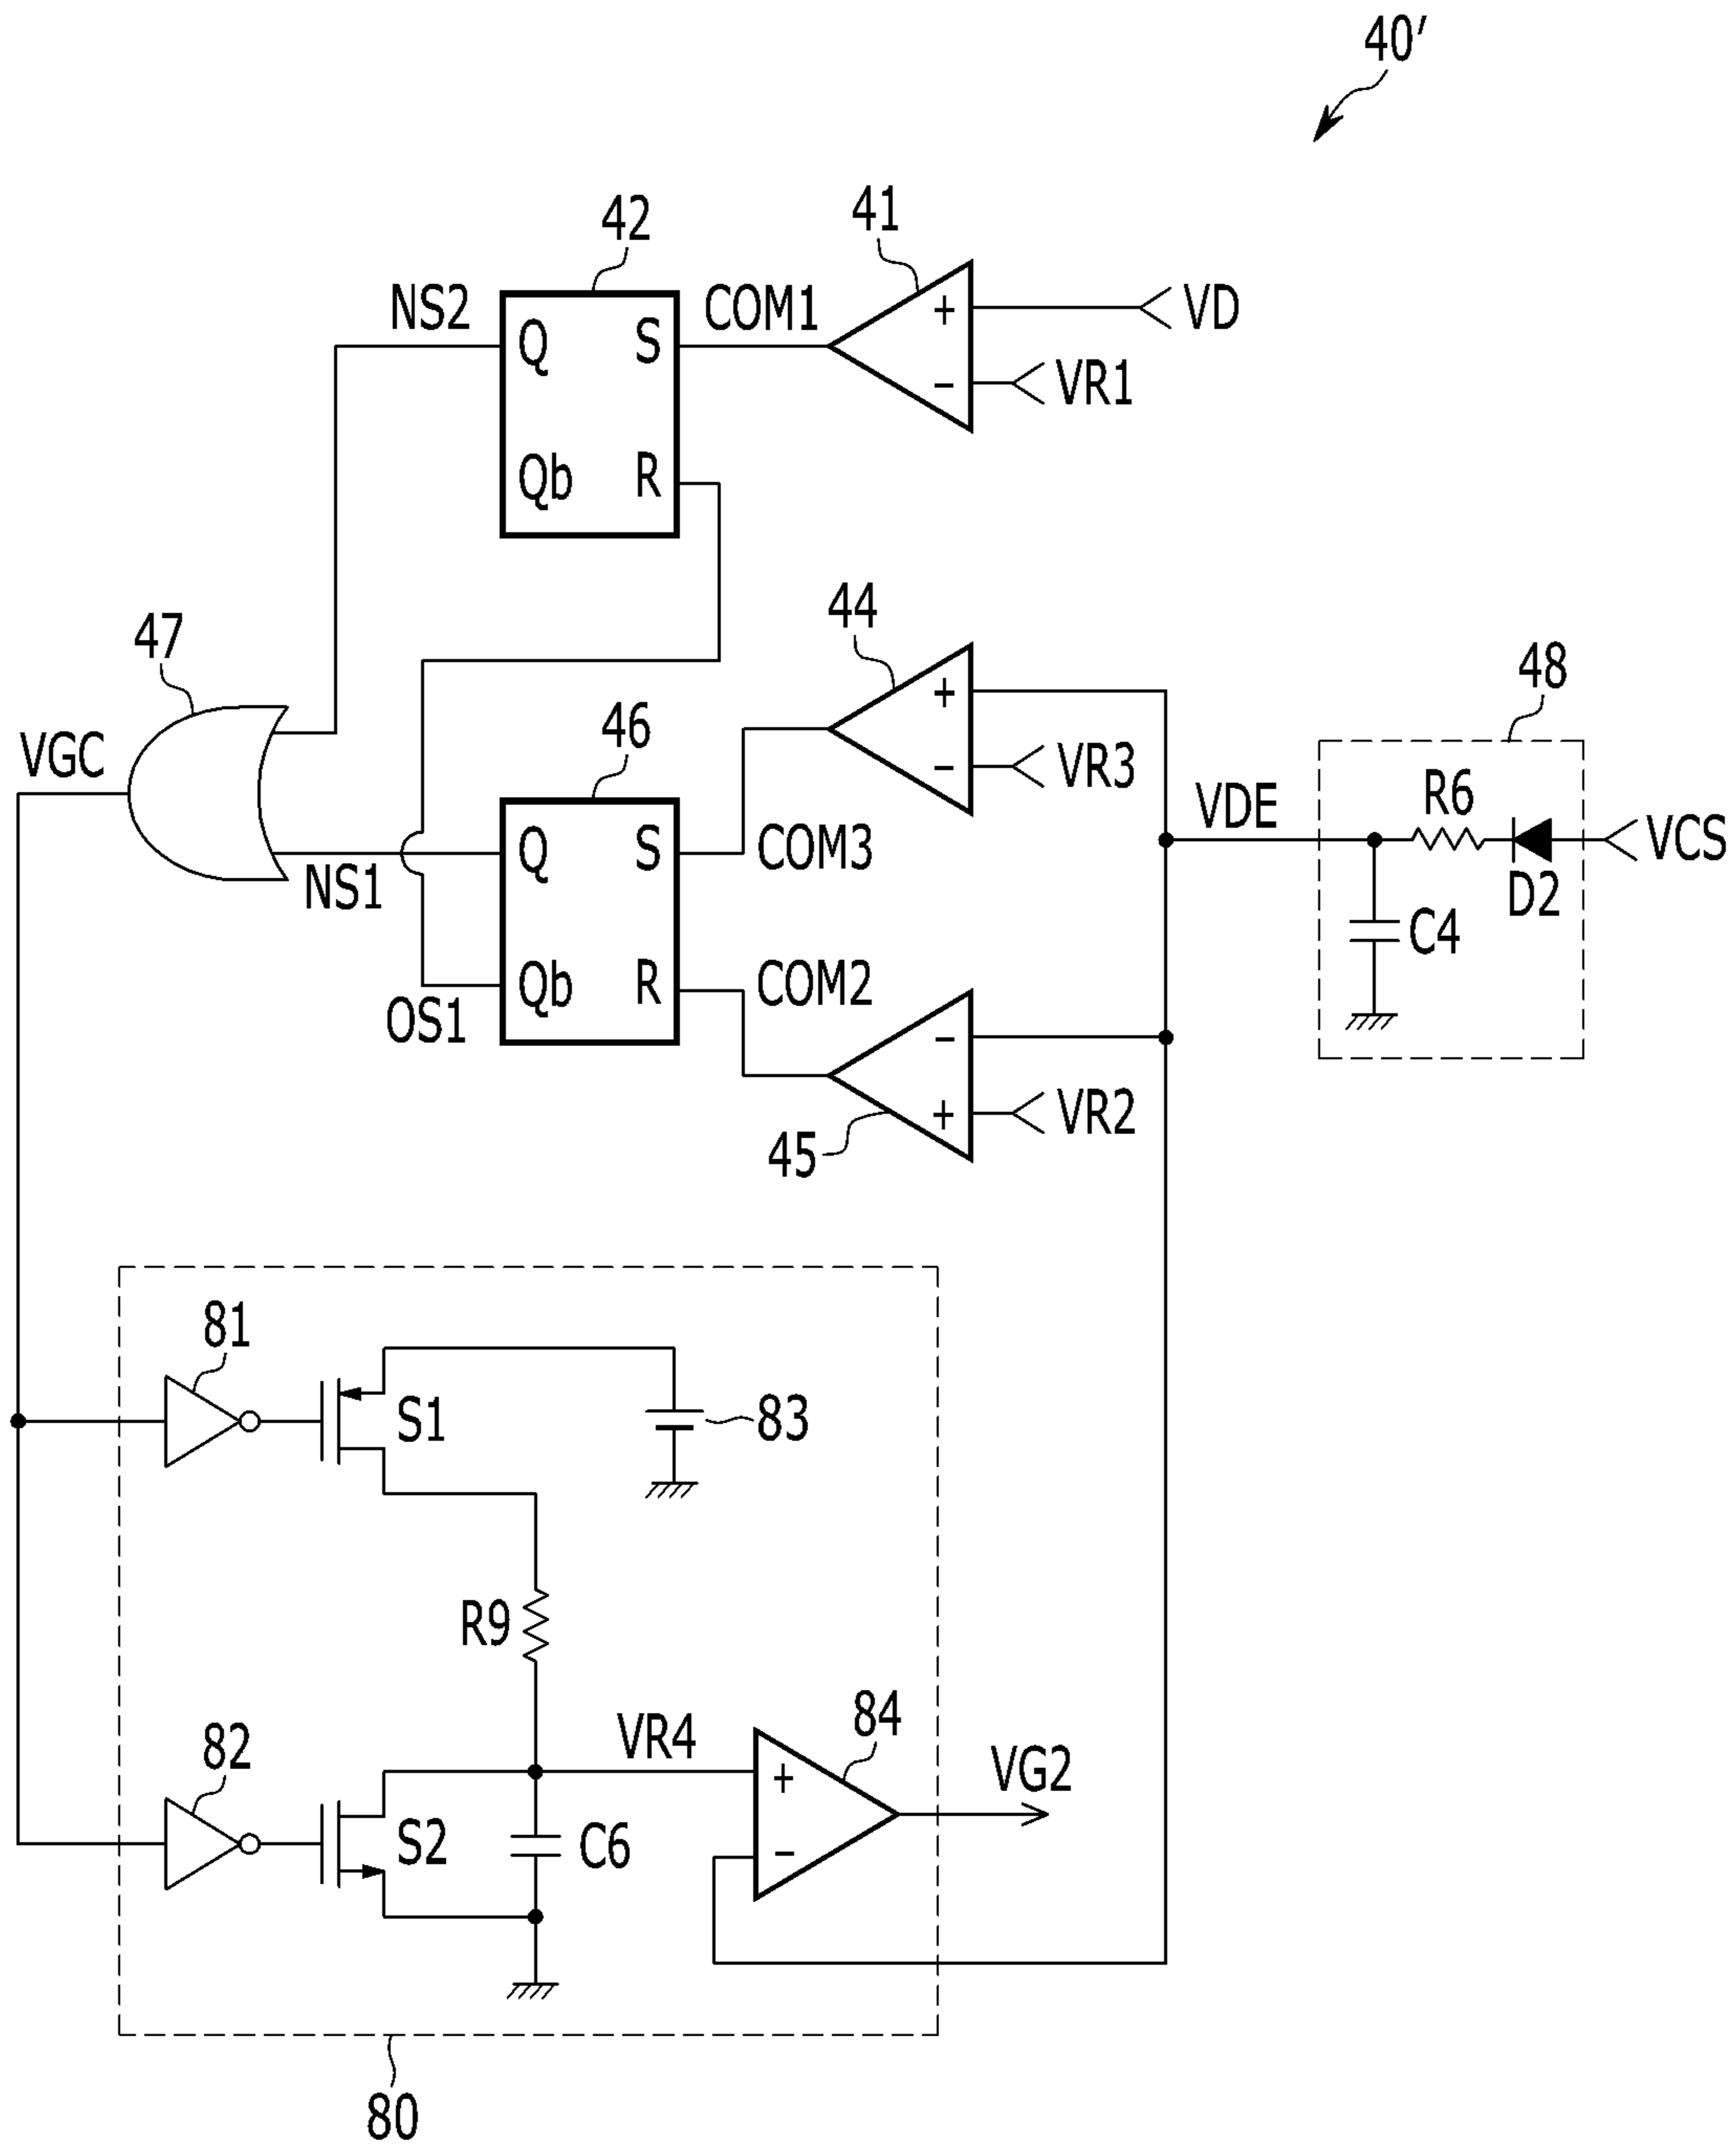 40′
42
41
NS2
COM1
VD
Q
S
+
−
VR1
Qb
R
47
44
48
46
+
VGC
VR3
−
R6
VDE
VCS
Q
S
COM3
NS1
D2
C4
Qb
R
COM2
OS1
−
VR2
+
45
81
S1
83
R9
82
84
VR4
VG2
+
S2
C6
−
80